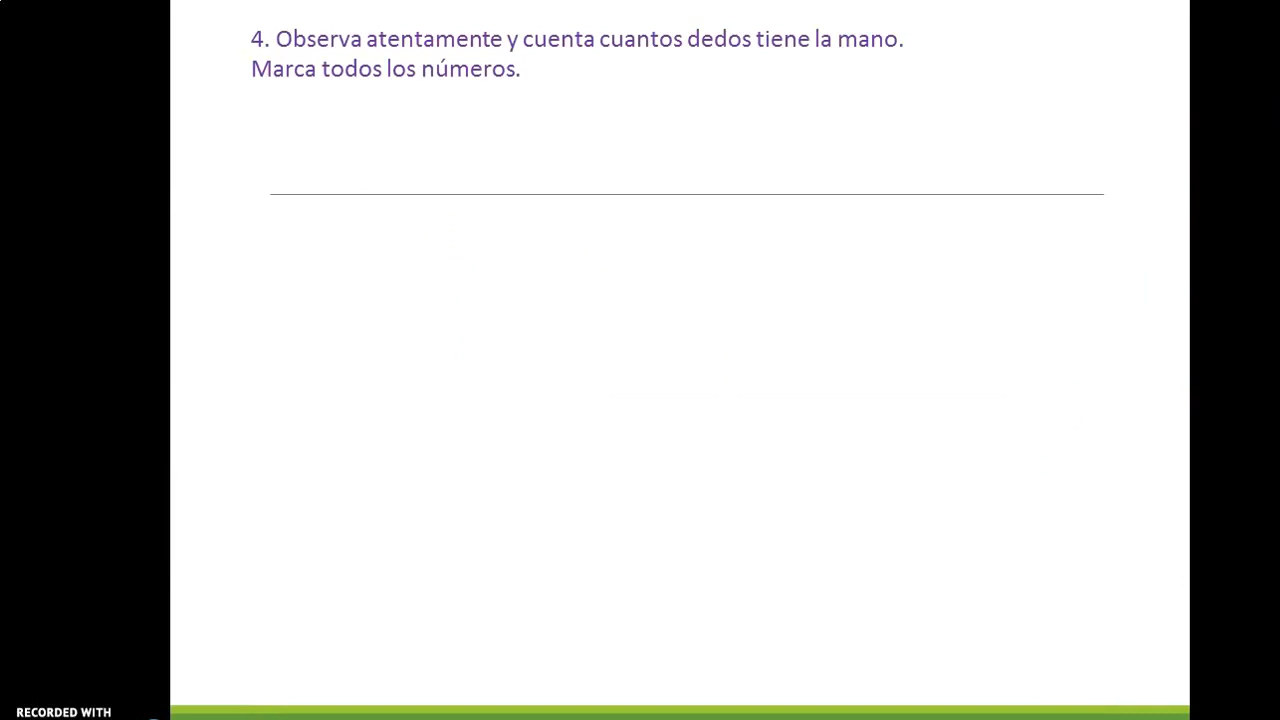 4. Observa atentamente y cuenta cuantos dedos tiene la mano.
Marca todos los números.
RECORDED WITH